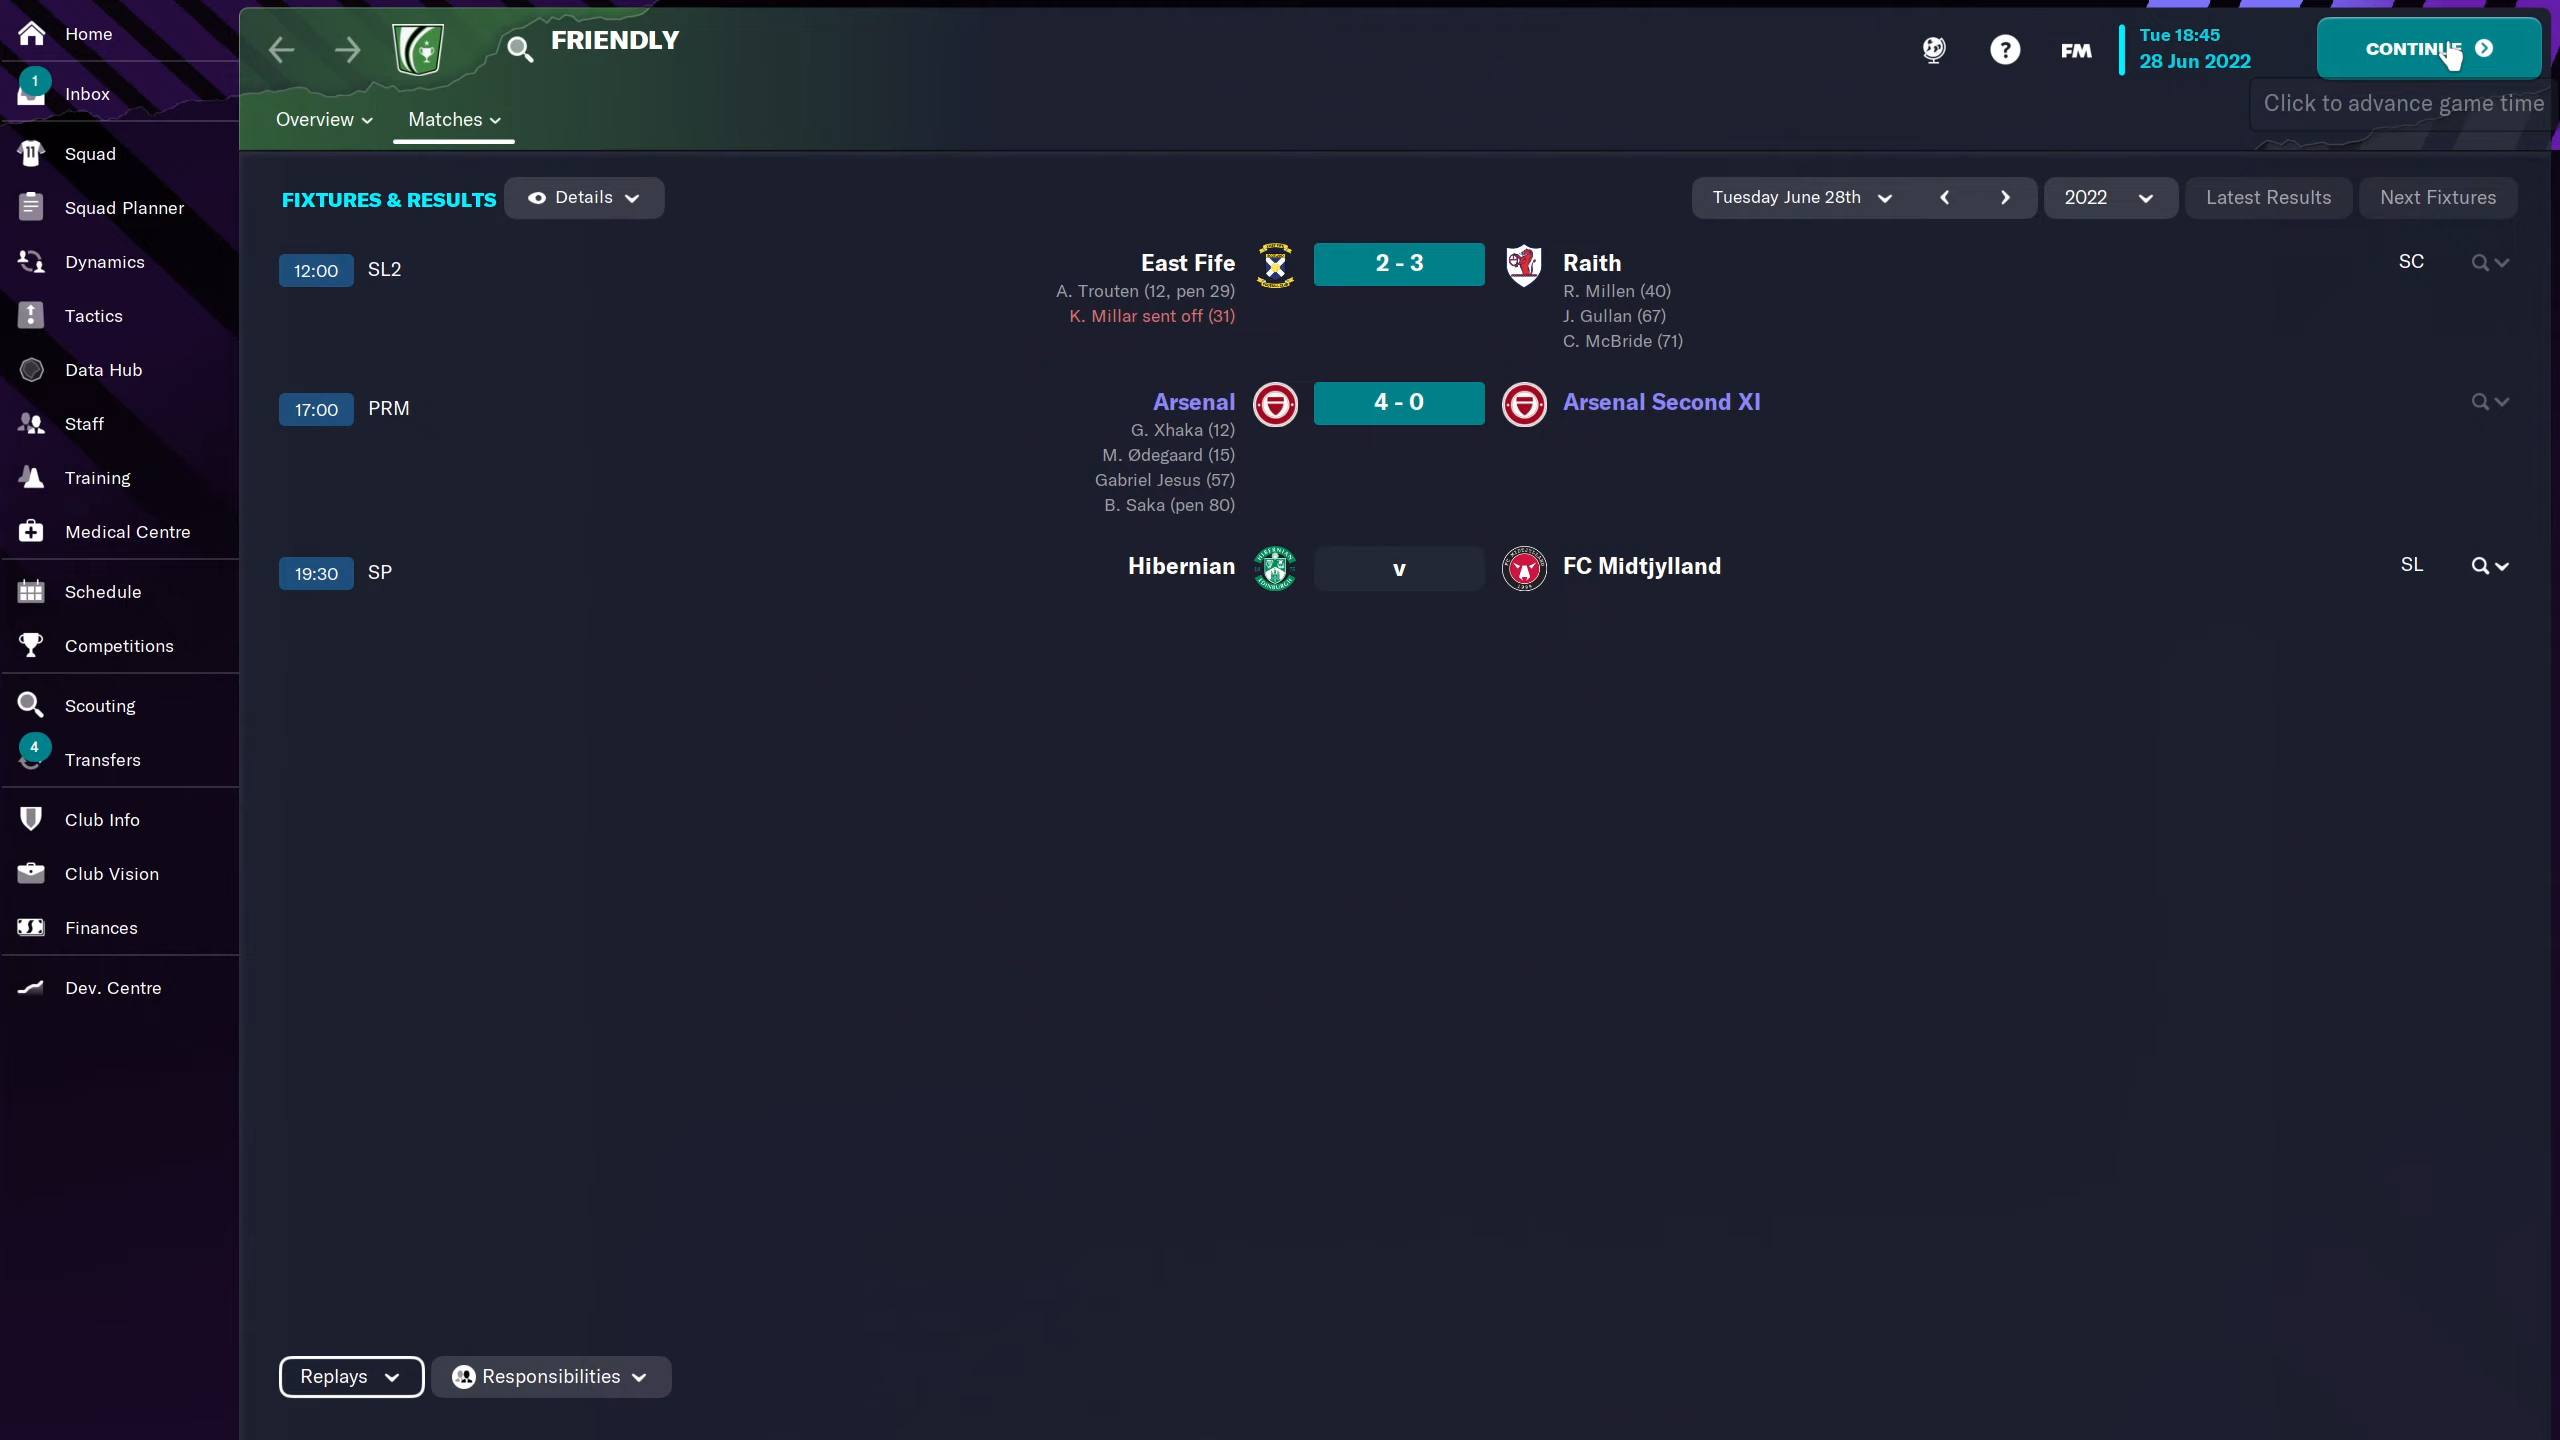 Home
1
Inbox
Squad
Squad Planner
Dynamics
Tactics
Data Hub
Staff
Training
Medical Centre
Schedule
Competitions
Scouting
4
Transfers
Club Info
Club Vision
Finances
Dev. Centre
FRIENDLY
Overview
Matches
FM
Tue 18:45
28 Jun 2022
CONTINUE
Click to advance game time
FIXTURES & RESULTS
Details
Tuesday June 28th
2022
Latest Results
Next Fixtures
12:00 SL2 East Fife 2 - 3 Raith SC
A. Trouten (12, pen 29) R. Millen (40)
K. Millar sent off (31) J. Gullan (67)
C. McBride (71)
17:00 PRM Arsenal 4 - 0 Arsenal Second XI
G. Xhaka (12)
M. Ødegaard (15)
Gabriel Jesus (57)
B. Saka (pen 80)
19:30 SP Hibernian v FC Midtjylland SL
Replays
Responsibilities